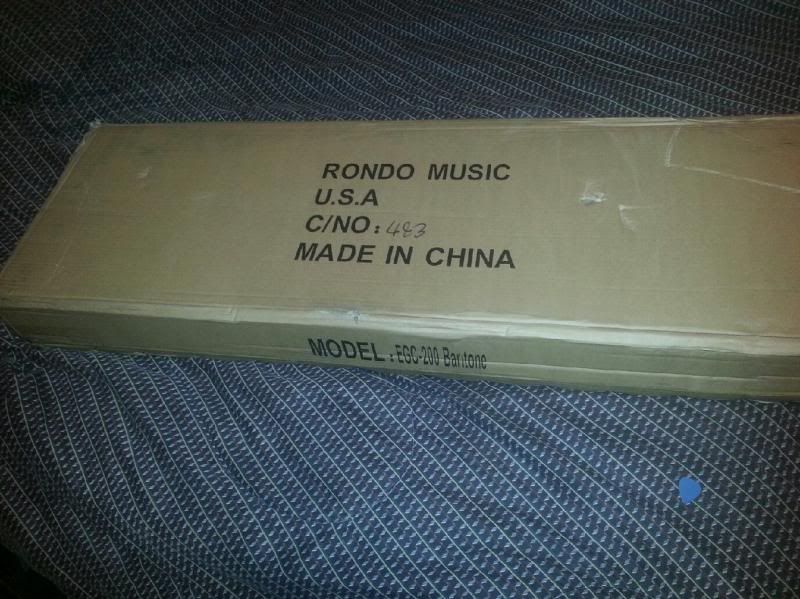 RONDO MUSIC
U.S.A
C/NO: 483
MADE IN CHINA
MODEL: EGC-200 Baritone